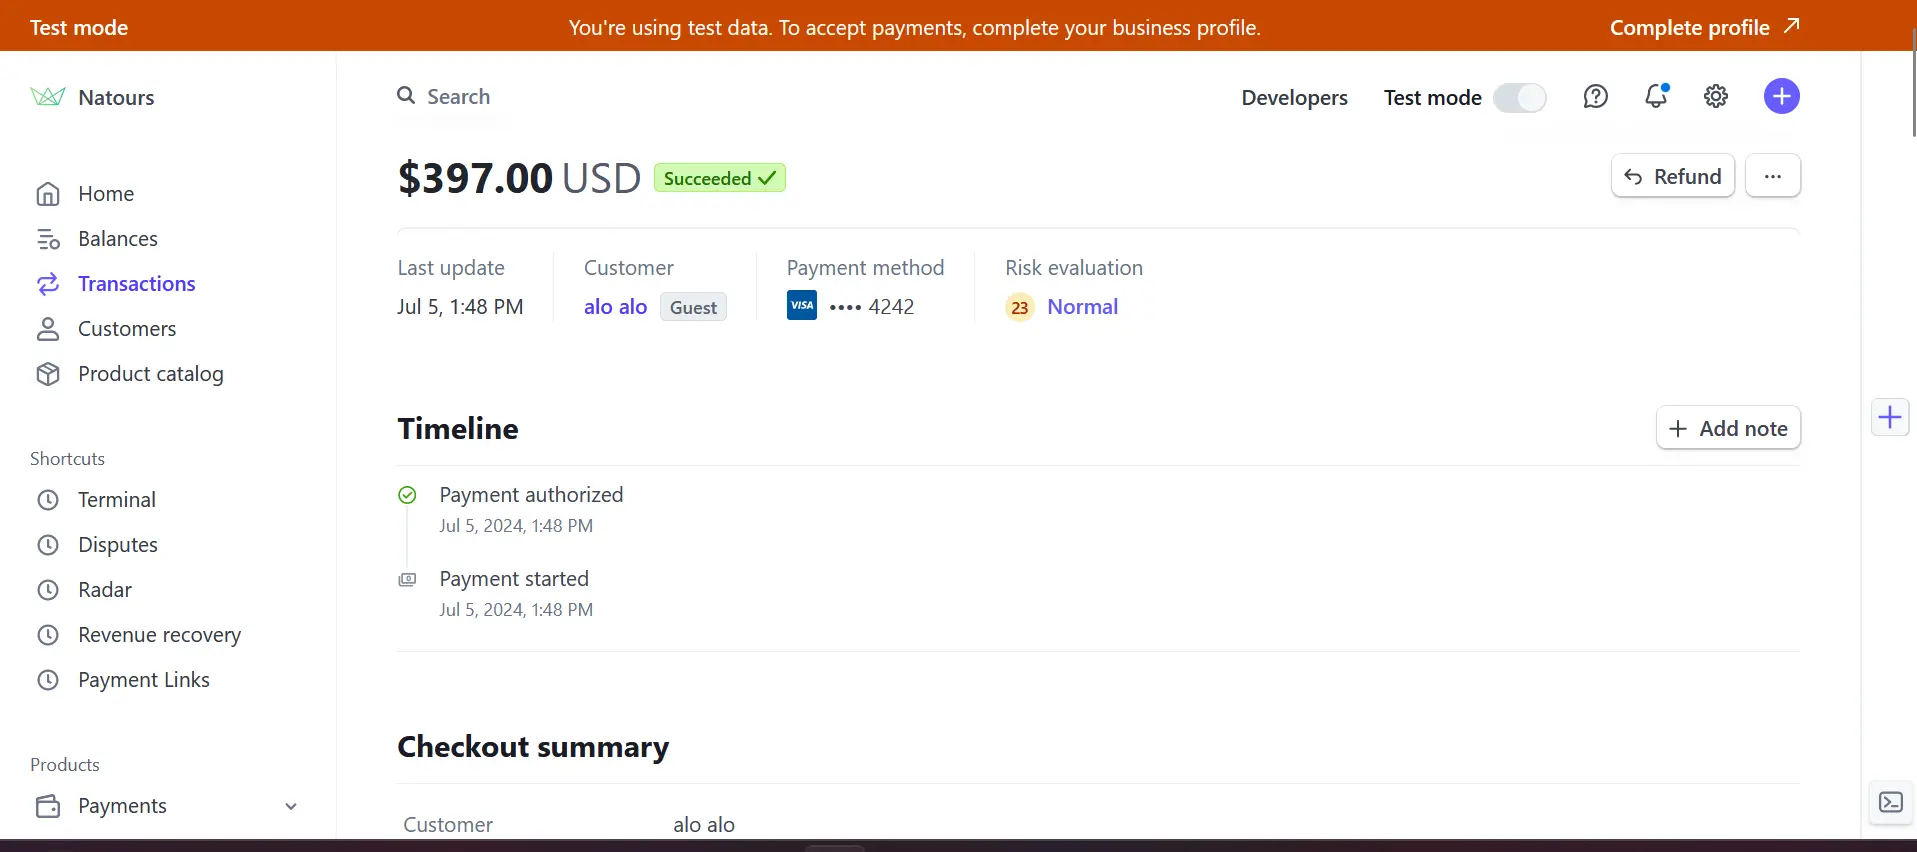 Test mode
You're using test data. To accept payments, complete your business profile.
Complete profile
Natours
Search
Developers
Test mode
Home
Balances
Transactions
Customers
Product catalog
Shortcuts
Terminal
Disputes
Radar
Revenue recovery
Payment Links
Products
Payments
$397.00 USD Succeeded
Refund
Last update
Jul 5, 1:48 PM
Customer
alo alo Guest
Payment method
VISA •••• 4242
Risk evaluation
23 Normal
Timeline
Add note
Payment authorized
Jul 5, 2024, 1:48 PM
Payment started
Jul 5, 2024, 1:48 PM
Checkout summary
Customer alo alo